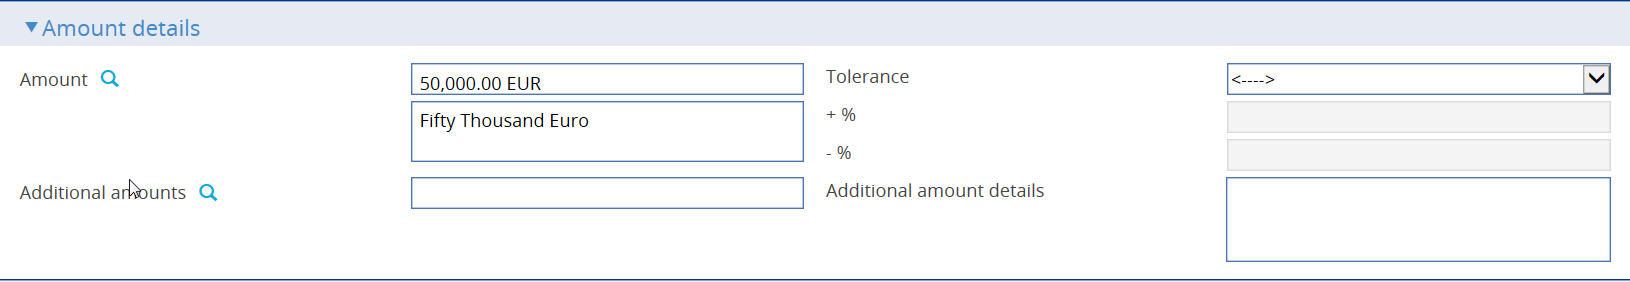 Amount details
Amount
50,000.00 EUR
Fifty Thousand Euro
Tolerance
<---->
+ %
- %
Additional amounts
Additional amount details